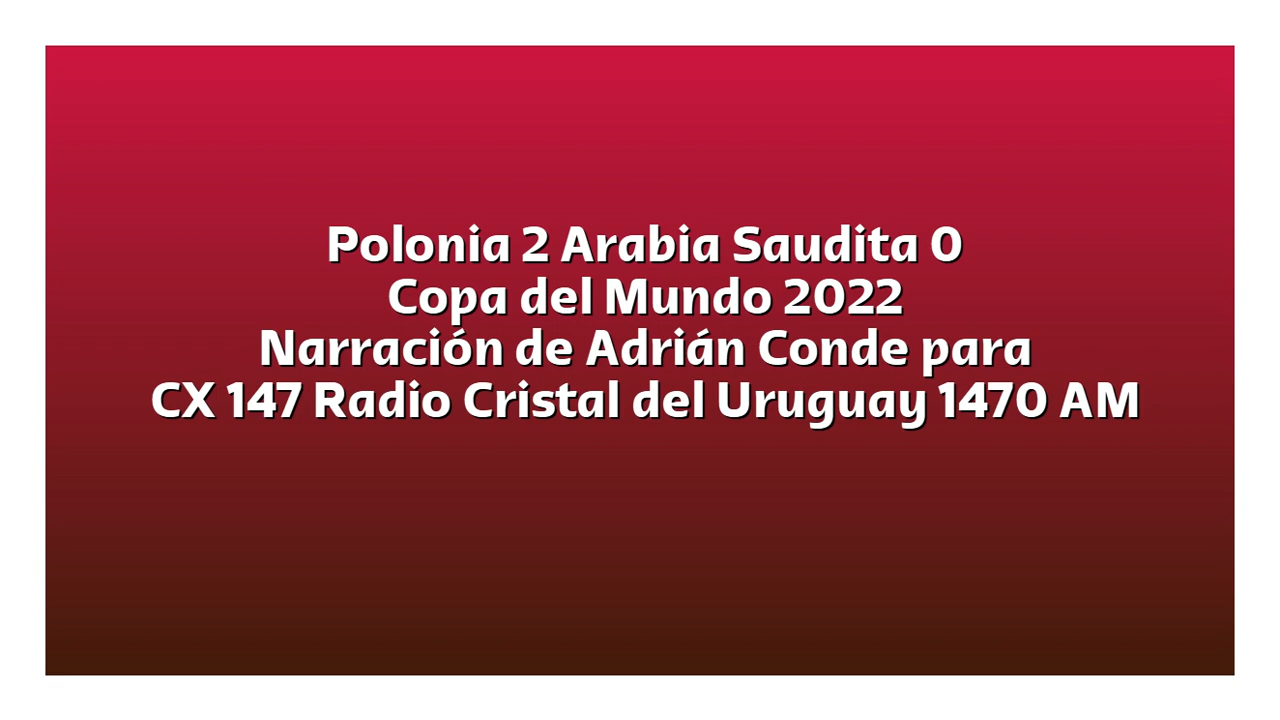 Polonia 2 Arabia Saudita 0
Copa del Mundo 2022
Narración de Adrián Conde para
CX 147 Radio Cristal del Uruguay 1470 AM